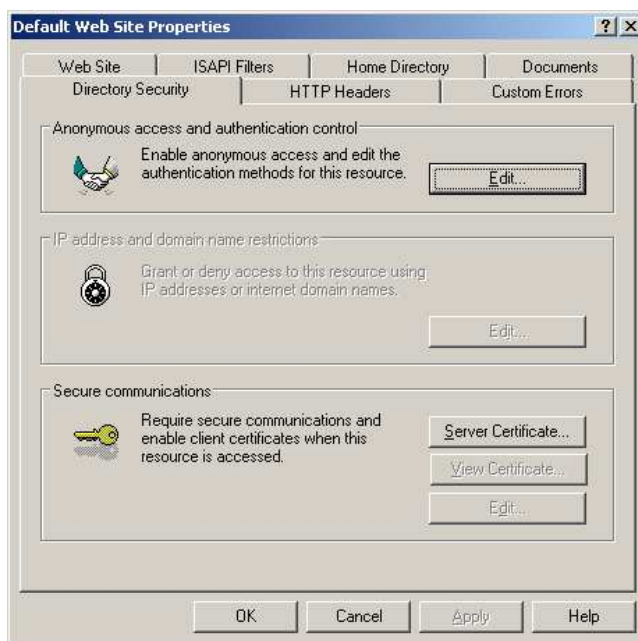 Default Web Site Properties
? X
Web Site ISAPI Filters Home Directory Documents
Directory Security HTTP Headers Custom Errors
Anonymous access and authentication control
Enable anonymous access and edit the
authentication methods for this resource.
Edit...
IP address and domain name restrictions
Grant or deny access to this resource using
IP addresses or internet domain names.
Edit...
Secure communications
Require secure communications and
enable client certificates when this
resource is accessed.
Server Certificate...
View Certificate...
Edit...
OK Cancel Apply Help